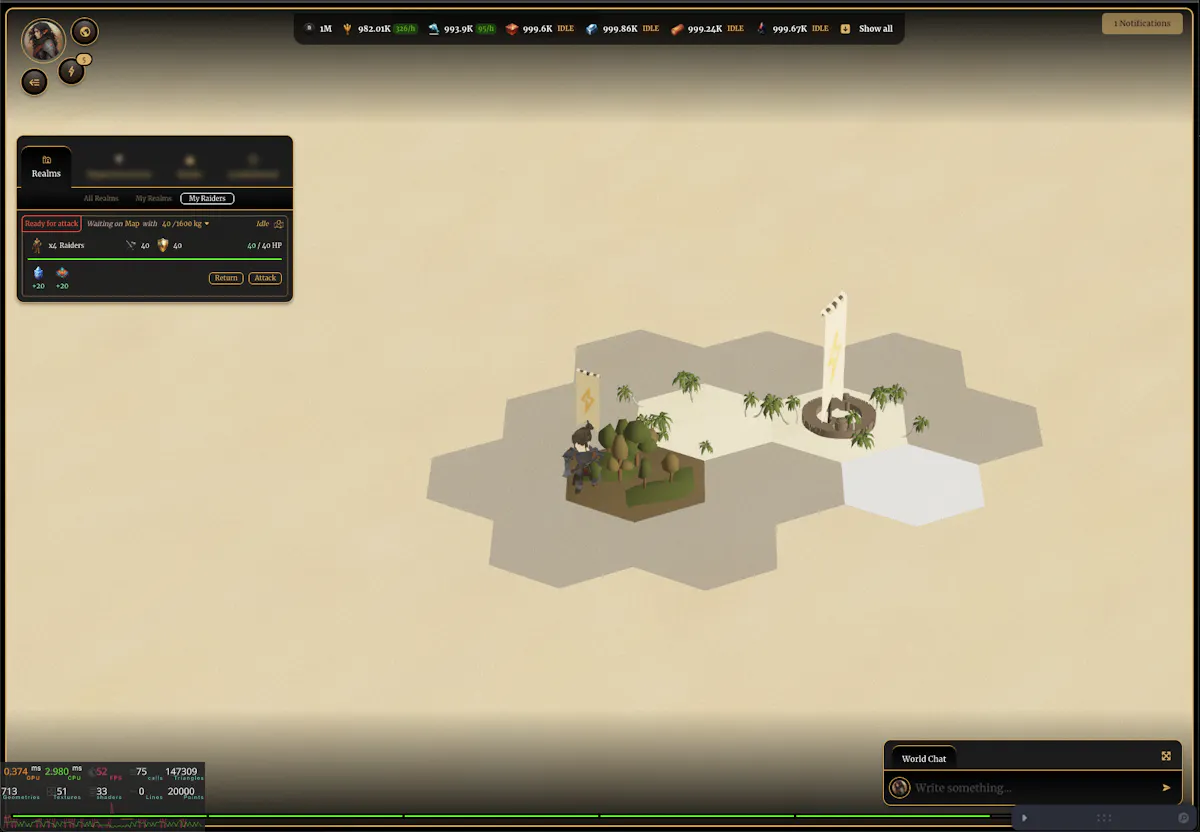 1M 982.01K 326/h 993.9K 95/h 999.6K IDLE 999.86K IDLE 999.24K IDLE 999.67K IDLE Show all
1 Notifications
5
Realms
All Realms My Realms My Raiders
Ready for attack Waiting on Map with 40 /1600 kg Idle
x4 Raiders 40 40 40 / 40 HP
+20 +20 Return Attack
World Chat
Write something...
0.374 ms GPU 2.980 ms CPU 52 FPS 75 calls 147309 Triangles
713 Geometries 51 Textures 33 shaders 0 Lines 20000 Points